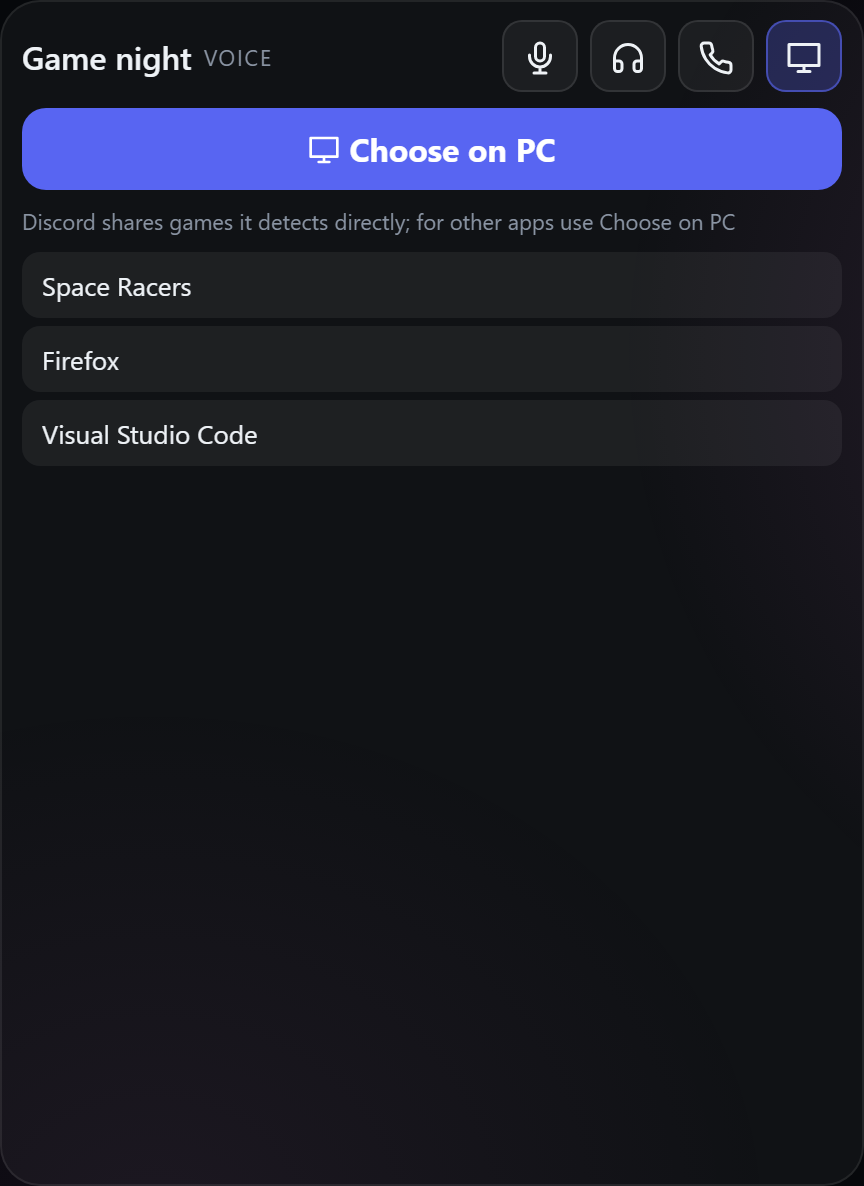 Game night VOICE
Choose on PC
Discord shares games it detects directly; for other apps use Choose on PC
Space Racers
Firefox
Visual Studio Code